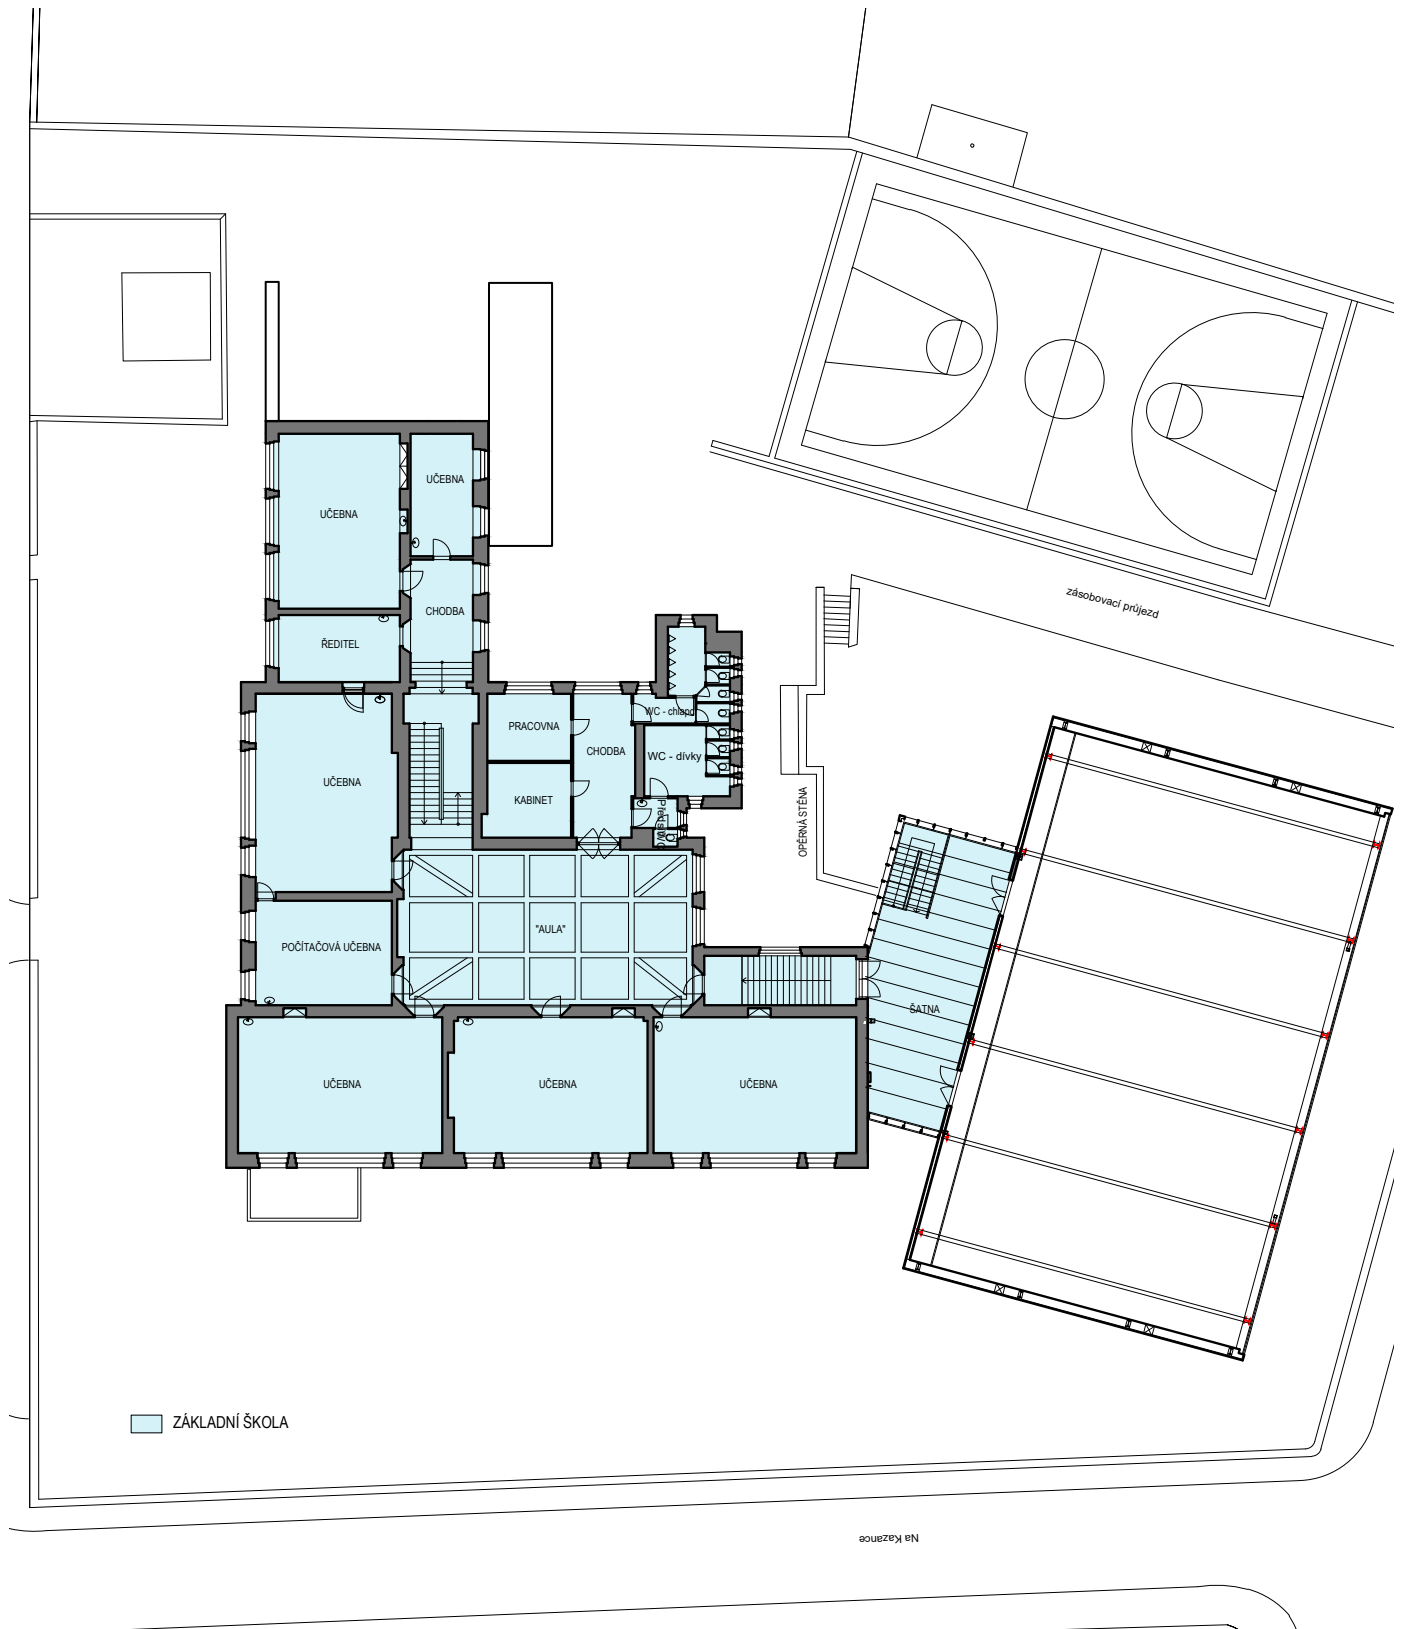 UČEBNA
UČEBNA
zásobovací průjezd
CHODBA
ŘEDITEL
WC - chlapci
PRACOVNA
CHODBA
WC - dívky
UČEBNA
KABINET
OPĚRNÁ STĚNA
"AULA"
POČÍTAČOVÁ UČEBNA
ŠATNA
UČEBNA
UČEBNA
UČEBNA
ZÁKLADNÍ ŠKOLA
Na Kazance